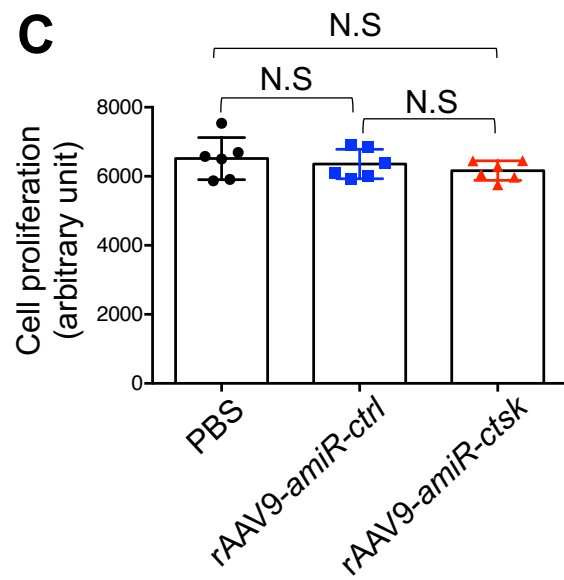 C
N.S
N.S
N.S
Cell proliferation
(arbitrary unit)
8000
6000
4000
2000
0
PBS
rAAV9-amiR-ctrl
rAAV9-amiR-ctsk